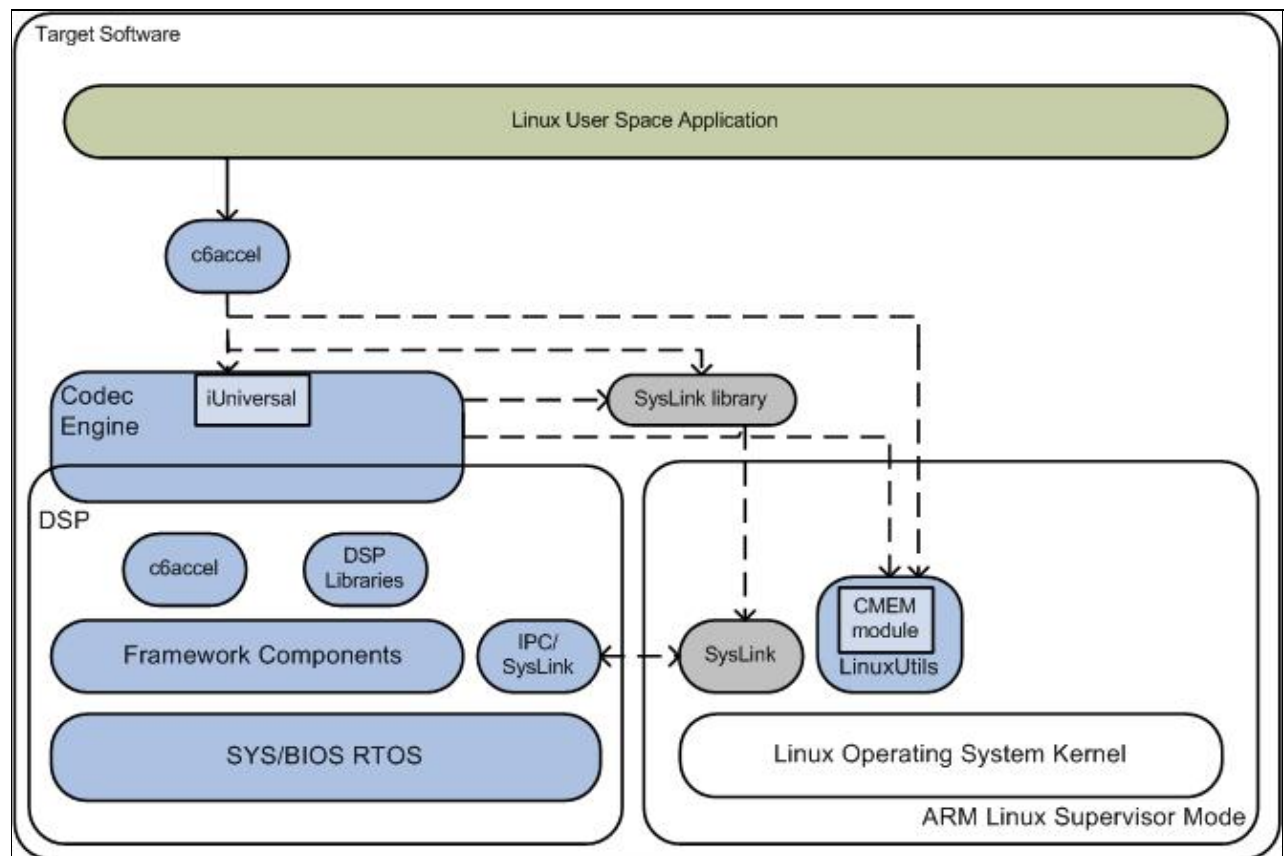 Target Software
Linux User Space Application
c6accel
Codec
Engine
iUniversal
SysLink library
DSP
c6accel
DSP
Libraries
Framework Components
IPC/
SysLink
SYS/BIOS RTOS
SysLink
CMEM
module
LinuxUtils
Linux Operating System Kernel
ARM Linux Supervisor Mode